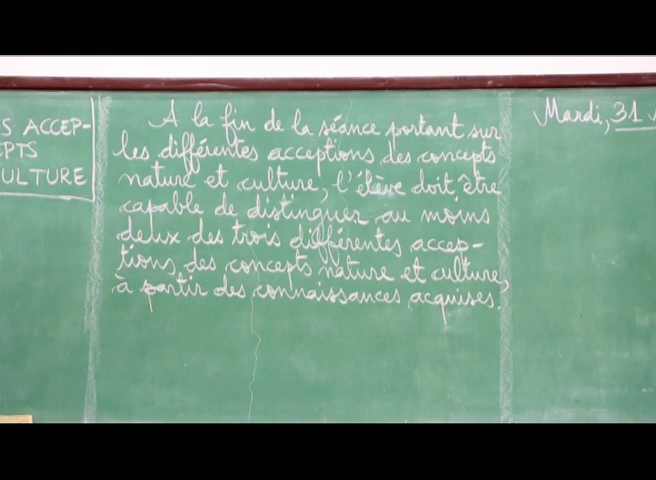 S ACCEP-
EPTS
ULTURE
A la fin de la séance portant sur
les différentes acceptions des concepts
nature et culture, l'élève doit être
capable de distinguer au moins
deux des trois différentes accep-
tions des concepts nature et culture,
à partir des connaissances acquises.
Mardi, 31